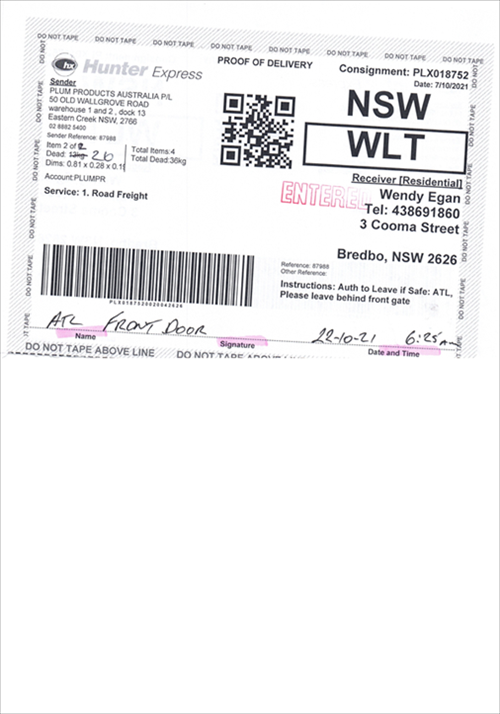 DO NOT TAPE DO NOT TAPE DO NOT TAPE DO NOT TAPE DO NOT TAPE DO NOT TAPE DO NOT TAPE DO NOT TAPE
hx Hunter Express
PROOF OF DELIVERY
Consignment: PLX018752
Date: 7/10/2021
Sender
PLUM PRODUCTS AUSTRALIA P/L
50 OLD WALLGROVE ROAD
warehouse 1 and 2 , dock 13
Eastern Creek NSW, 2766
02 8882 5400
Sender Reference: 87988
Item 2 of 2
Dead: 12kg 26
Dims: 0.81 x 0.28 x 0.11
Total Items:4
Total Dead:36kg
Account:PLUMPR
Service: 1. Road Freight
NSW
WLT
Receiver [Residential]
ENTERED
Wendy Egan
Tel: 438691860
3 Cooma Street
Bredbo, NSW 2626
Reference: 87988
Other Reference:
Instructions: Auth to Leave if Safe: ATL,
Please leave behind front gate
PLX01875202002042626
ATL FRONT DOOR
22-10-21 6:25am
Name
Signature
Date and Time
DO NOT TAPE ABOVE LINE DO NOT TAPE ABOVE LINE